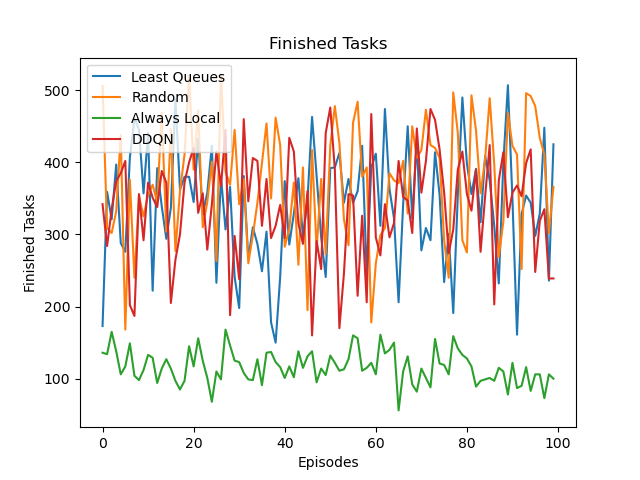 Finished Tasks
Least Queues
Random
Always Local
DDQN
Finished Tasks
500
400
300
200
100
0
20
40
60
80
100
Episodes